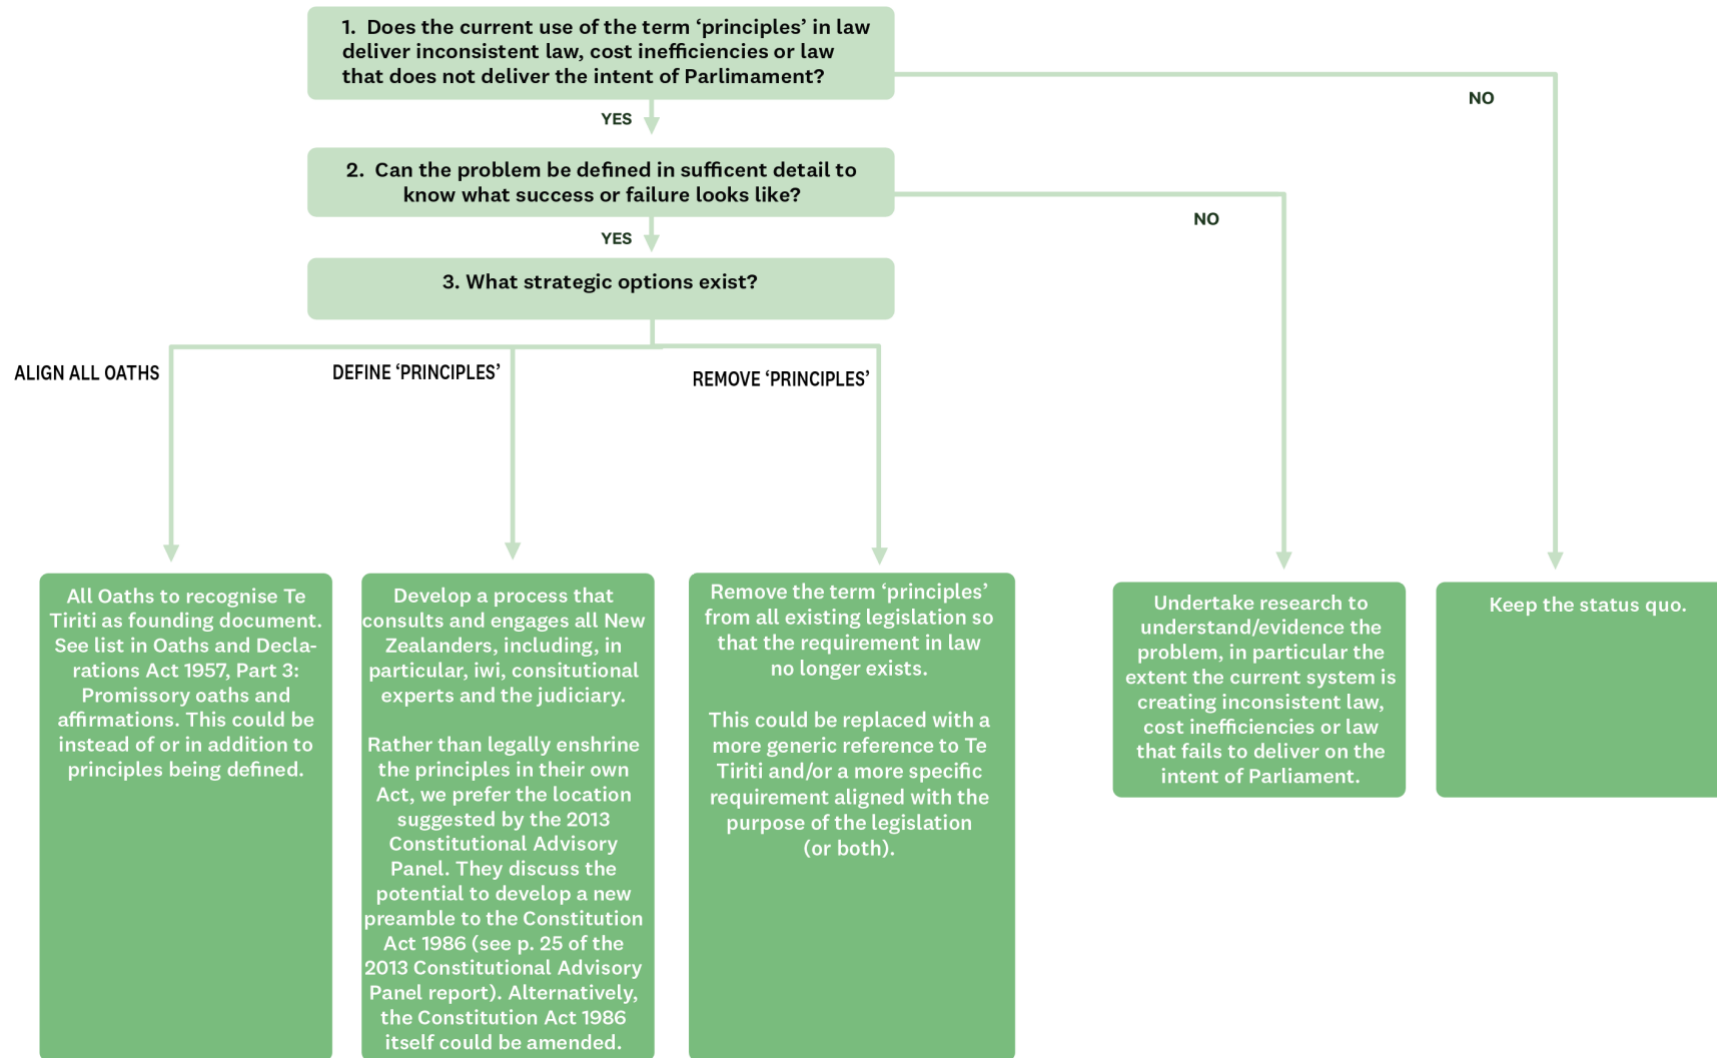 1. Does the current use of the term ‘principles’ in law
deliver inconsistent law, cost inefficiencies or law
that does not deliver the intent of Parlimament?
NO
YES
2. Can the problem be defined in sufficent detail to
know what success or failure looks like?
NO
YES
3. What strategic options exist?
ALIGN ALL OATHS
DEFINE ‘PRINCIPLES’
REMOVE ‘PRINCIPLES’
All Oaths to recognise Te
Tiriti as founding document.
See list in Oaths and Decla-
rations Act 1957, Part 3:
Promissory oaths and
affirmations. This could be
instead of or in addition to
principles being defined.
Develop a process that
consults and engages all New
Zealanders, including, in
particular, iwi, consitutional
experts and the judiciary.
Rather than legally enshrine
the principles in their own
Act, we prefer the location
suggested by the 2013
Constitutional Advisory
Panel. They discuss the
potential to develop a new
preamble to the Constitution
Act 1986 (see p. 25 of the
2013 Constitutional Advisory
Panel report). Alternatively,
the Constitution Act 1986
itself could be amended.
Remove the term ‘principles’
from all existing legislation so
that the requirement in law
no longer exists.
This could be replaced with a
more generic reference to Te
Tiriti and/or a more specific
requirement aligned with the
purpose of the legislation
(or both).
Undertake research to
understand/evidence the
problem, in particular the
extent the current system is
creating inconsistent law,
cost inefficiencies or law
that fails to deliver on the
intent of Parliament.
Keep the status quo.